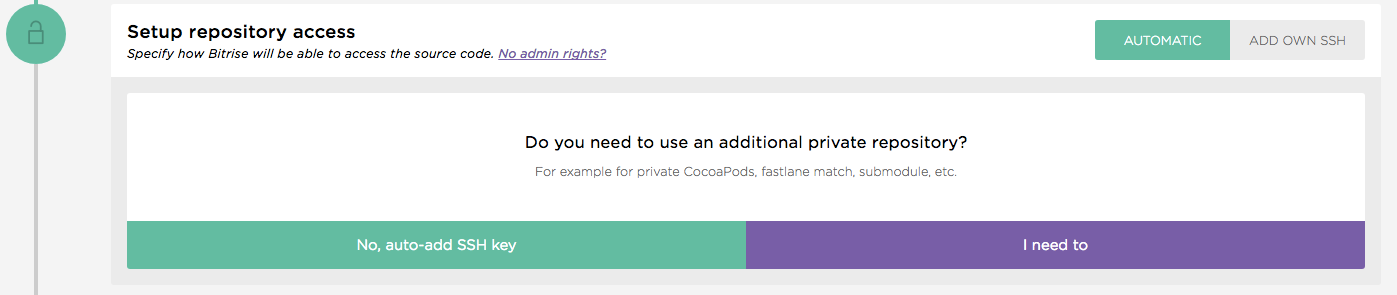 Setup repository access
Specify how Bitrise will be able to access the source code. No admin rights?
AUTOMATIC
ADD OWN SSH
Do you need to use an additional private repository?
For example for private CocoaPods, fastlane match, submodule, etc.
No, auto-add SSH key
I need to